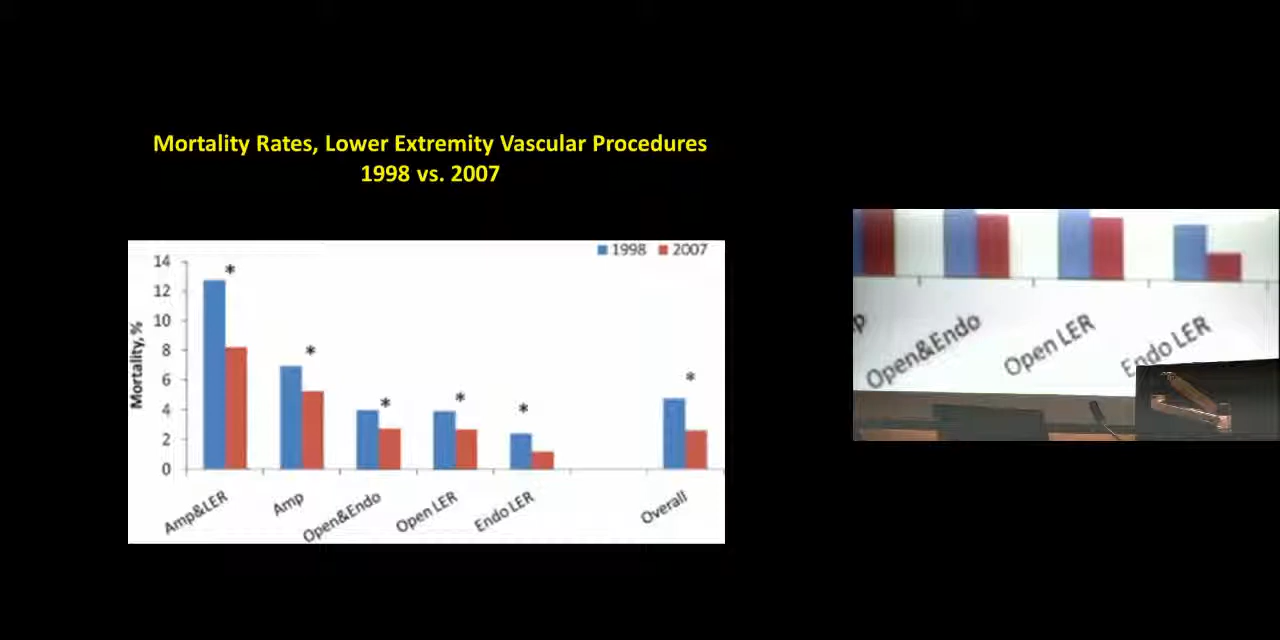 Mortality Rates, Lower Extremity Vascular Procedures
1998 vs. 2007
1998 2007
Mortality, %
14
12
10
8
6
4
2
0
*
*
*
*
*
*
Amp&LER
Amp
Open&Endo
Open LER
Endo LER
Overall
p
Open&Endo
Open LER
Endo LER